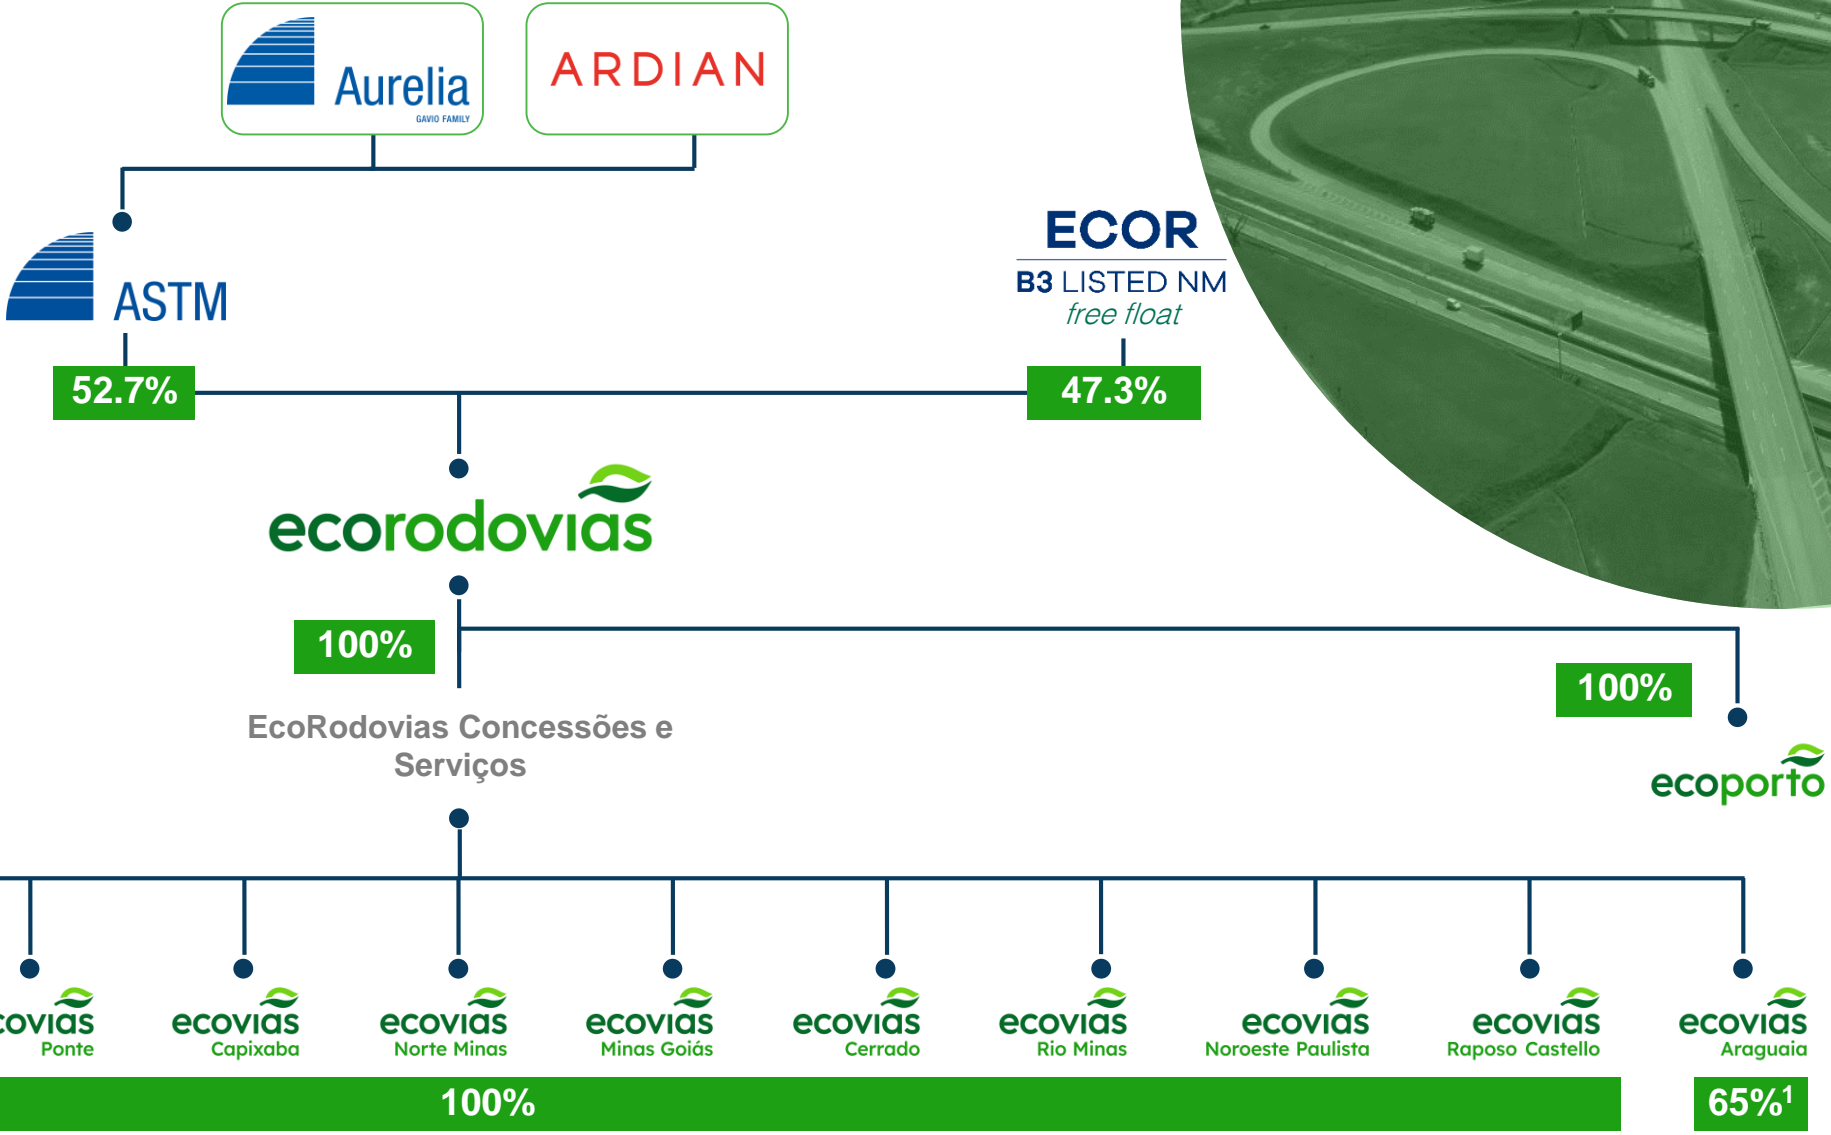 Aurelia
GAVIO FAMILY
ARDIAN
ASTM
ECOR
B3 LISTED NM
free float
52.7%
47.3%
ecorodovias
100%
100%
EcoRodovias Concessões e
Serviços
ecoporto
covias
Ponte
ecovias
Capixaba
ecovias
Norte Minas
ecovias
Minas Goiás
ecovias
Cerrado
ecovias
Rio Minas
ecovias
Noroeste Paulista
ecovias
Raposo Castello
ecovias
Araguaia
100%
65%¹